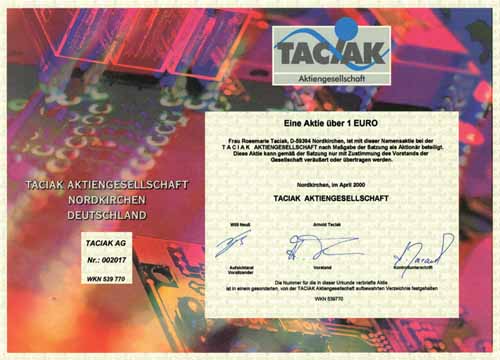 TACIAK
Aktiengesellschaft
Eine Aktie über 1 EURO
Frau Rosemarie Taciak, D-59394 Nordkirchen, ist mit dieser Namensaktie bei der
T A C I A K AKTIENGESELLSCHAFT nach Maßgabe der Satzung als Aktionär beteiligt.
Diese Aktie kann gemäß der Satzung nur mit Zustimmung des Vorstands der
Gesellschaft veräußert oder übertragen werden.
Nordkirchen, im April 2000
TACIAK AKTIENGESELLSCHAFT
TACIAK AKTIENGESELLSCHAFT
NORDKIRCHEN
DEUTSCHLAND
TACIAK AG
Nr.: 002017
WKN 539 770
Willi Neuß Arnold Taciak
Aufsichtsrat Vorstand Kontrollunterschrift
Vorsitzender
Die Nummer für die in dieser Urkunde verbriefte Aktie
ist in einem gesonderten, von der TACIAK Aktiengesellschaft aufbewahrten Verzeichnis festgehalten
WKN 539770